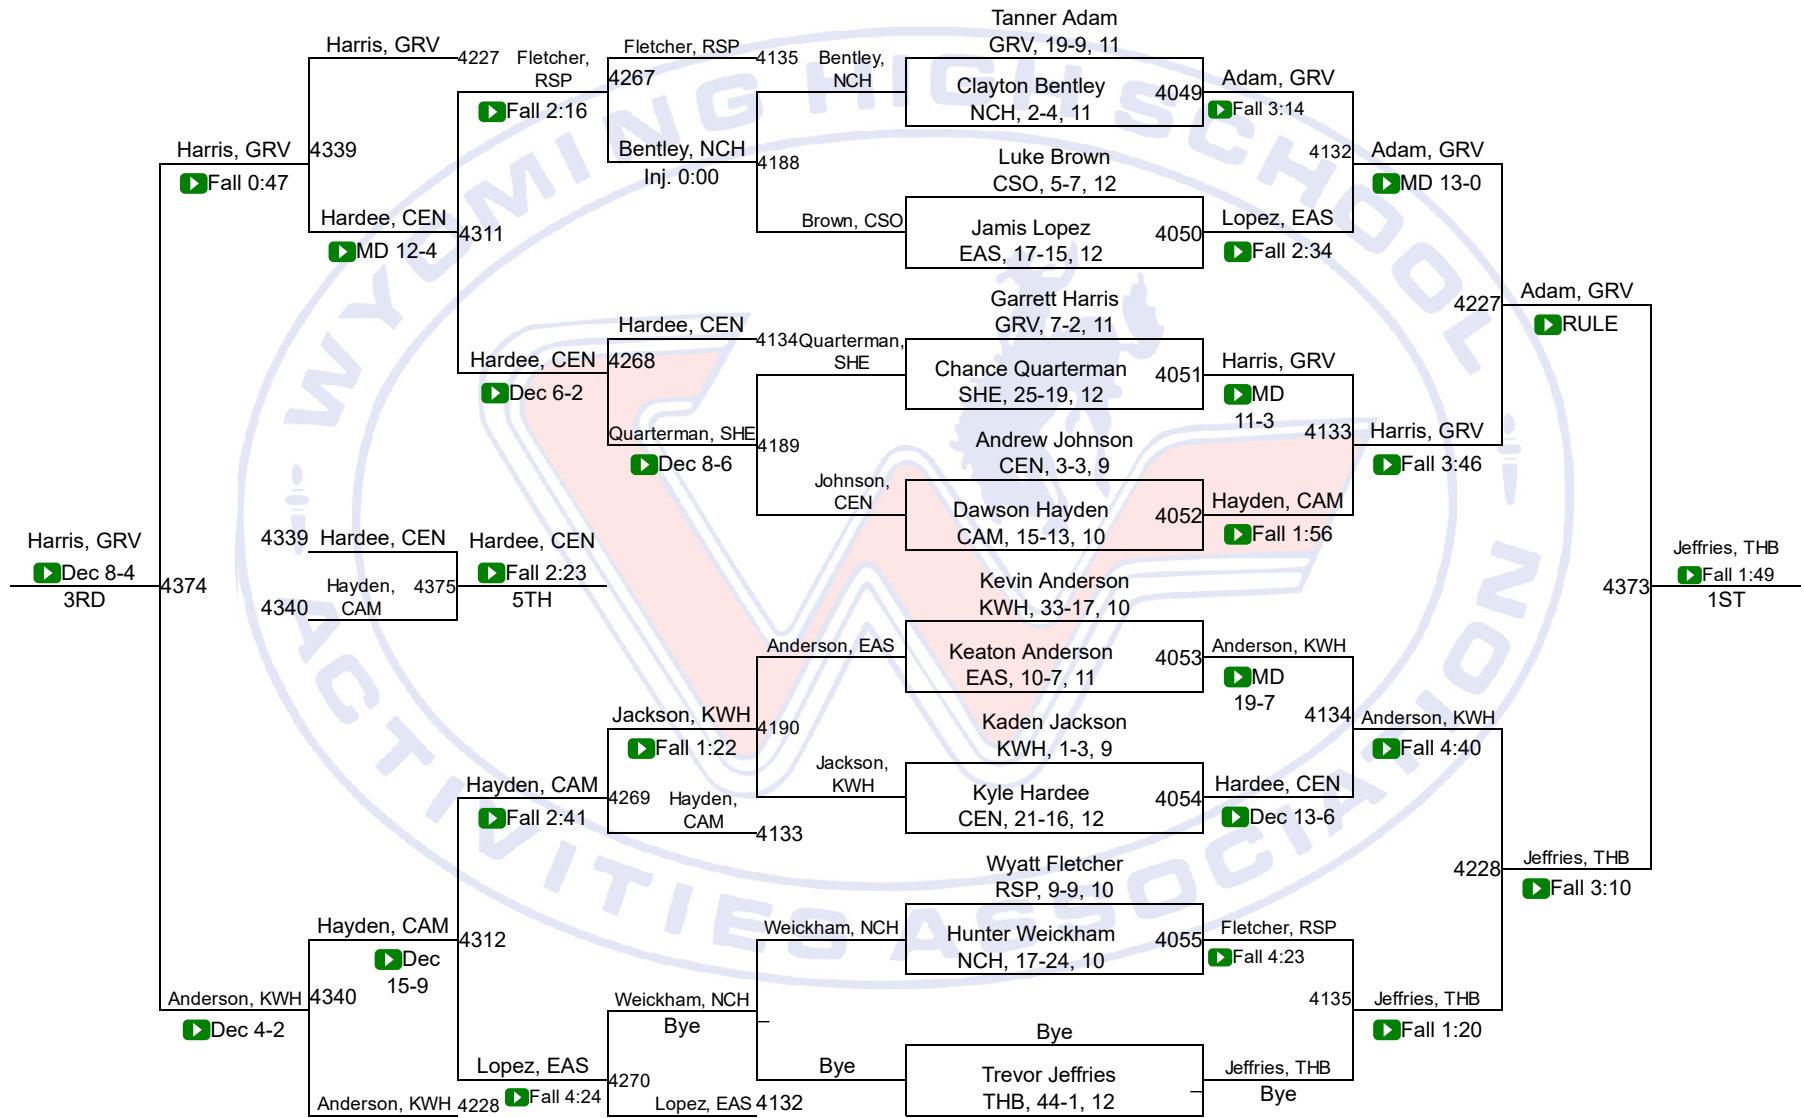 WYOMING HIGH SCHOOL
ACTIVITIES ASSOCIATION
Harris, GRV
4227
Hardee, CEN
MD 12-4
4339
Harris, GRV
Fall 0:47
Fletcher,
RSP
Fall 2:16
4311
Hardee, CEN
Dec 6-2
Fletcher, RSP
4135
4267
Bentley, NCH
Inj. 0:00
Hardee, CEN
4134
4268
Quarterman, SHE
Dec 8-6
Bentley,
NCH
4188
Brown, CSO
Quarterman,
SHE
4189
Johnson,
CEN
Tanner Adam
GRV, 19-9, 11
Clayton Bentley
NCH, 2-4, 11
4049
Luke Brown
CSO, 5-7, 12
Jamis Lopez
EAS, 17-15, 12
4050
Garrett Harris
GRV, 7-2, 11
Chance Quarterman
SHE, 25-19, 12
4051
Andrew Johnson
CEN, 3-3, 9
Dawson Hayden
CAM, 15-13, 10
4052
Kevin Anderson
KWH, 33-17, 10
Keaton Anderson
EAS, 10-7, 11
4053
Kaden Jackson
KWH, 1-3, 9
Kyle Hardee
CEN, 21-16, 12
4054
Wyatt Fletcher
RSP, 9-9, 10
Hunter Weickham
NCH, 17-24, 10
4055
Bye
Trevor Jeffries
THB, 44-1, 12
Adam, GRV
Fall 3:14
4132
Lopez, EAS
Fall 2:34
Harris, GRV
MD
11-3
4133
Hayden, CAM
Fall 1:56
Anderson, KWH
MD
19-7
4134
Hardee, CEN
Dec 13-6
Fletcher, RSP
Fall 4:23
4135
Jeffries, THB
Bye
Adam, GRV
MD 13-0
4227
Harris, GRV
Fall 3:46
Anderson, KWH
Fall 4:40
4228
Jeffries, THB
Fall 1:20
Adam, GRV
RULE
4373
Jeffries, THB
Fall 3:10
Jeffries, THB
Fall 1:49
1ST
Harris, GRV
Dec 8-4
3RD
4374
4339
Hardee, CEN
Hayden,
CAM
4340
4375
Hardee, CEN
Fall 2:23
5TH
Anderson, EAS
4190
Jackson,
KWH
Jackson, KWH
Fall 1:22
4269
Hayden,
CAM
4133
Hayden, CAM
Fall 2:41
4312
Lopez, EAS
Fall 4:24
Weickham, NCH
Bye
Weickham, NCH
Bye
4270
Lopez, EAS
4132
Hayden, CAM
Dec
15-9
4340
Anderson, KWH
4228
Anderson, KWH
Dec 4-2